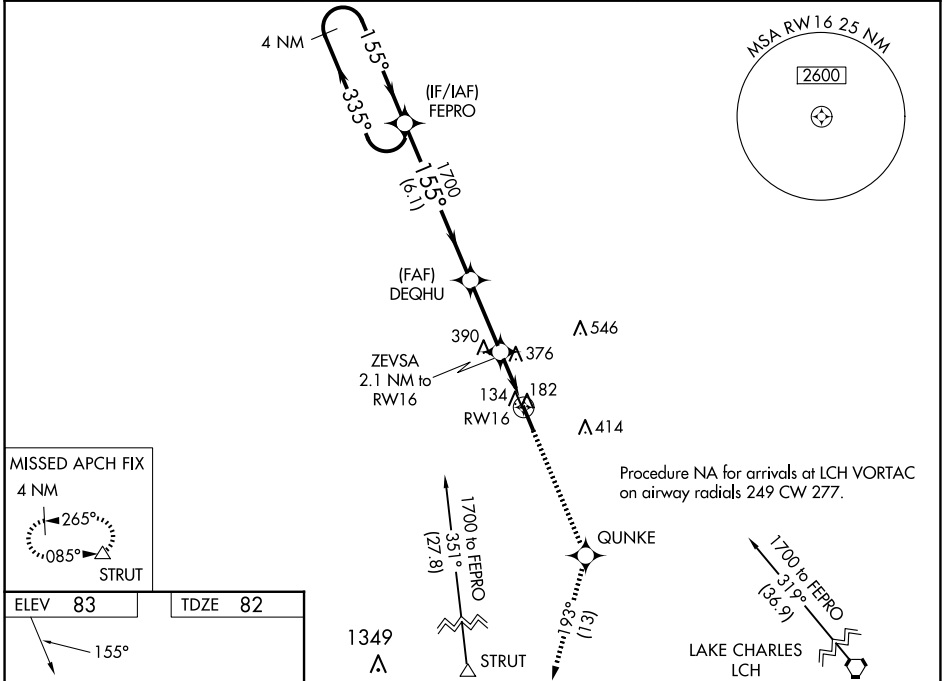 4 NM
155°
335°
(IF/IAF)
FEPRO
MSA RW16 25 NM
2600
1700
155°
(6.1)
(FAF)
DEQHU
546
390
376
ZEVSA
2.1 NM to
RW16
134
182
RW16
414
MISSED APCH FIX
4 NM
265°
085°
STRUT
Procedure NA for arrivals at LCH VORTAC
on airway radials 249 CW 277.
1700 to FEPRO
351°
(27.8)
QUNKE
1700 to FEPRO
319°
(36.9)
193°
(13)
ELEV 83
TDZE 82
155°
1349
STRUT
LAKE CHARLES
LCH